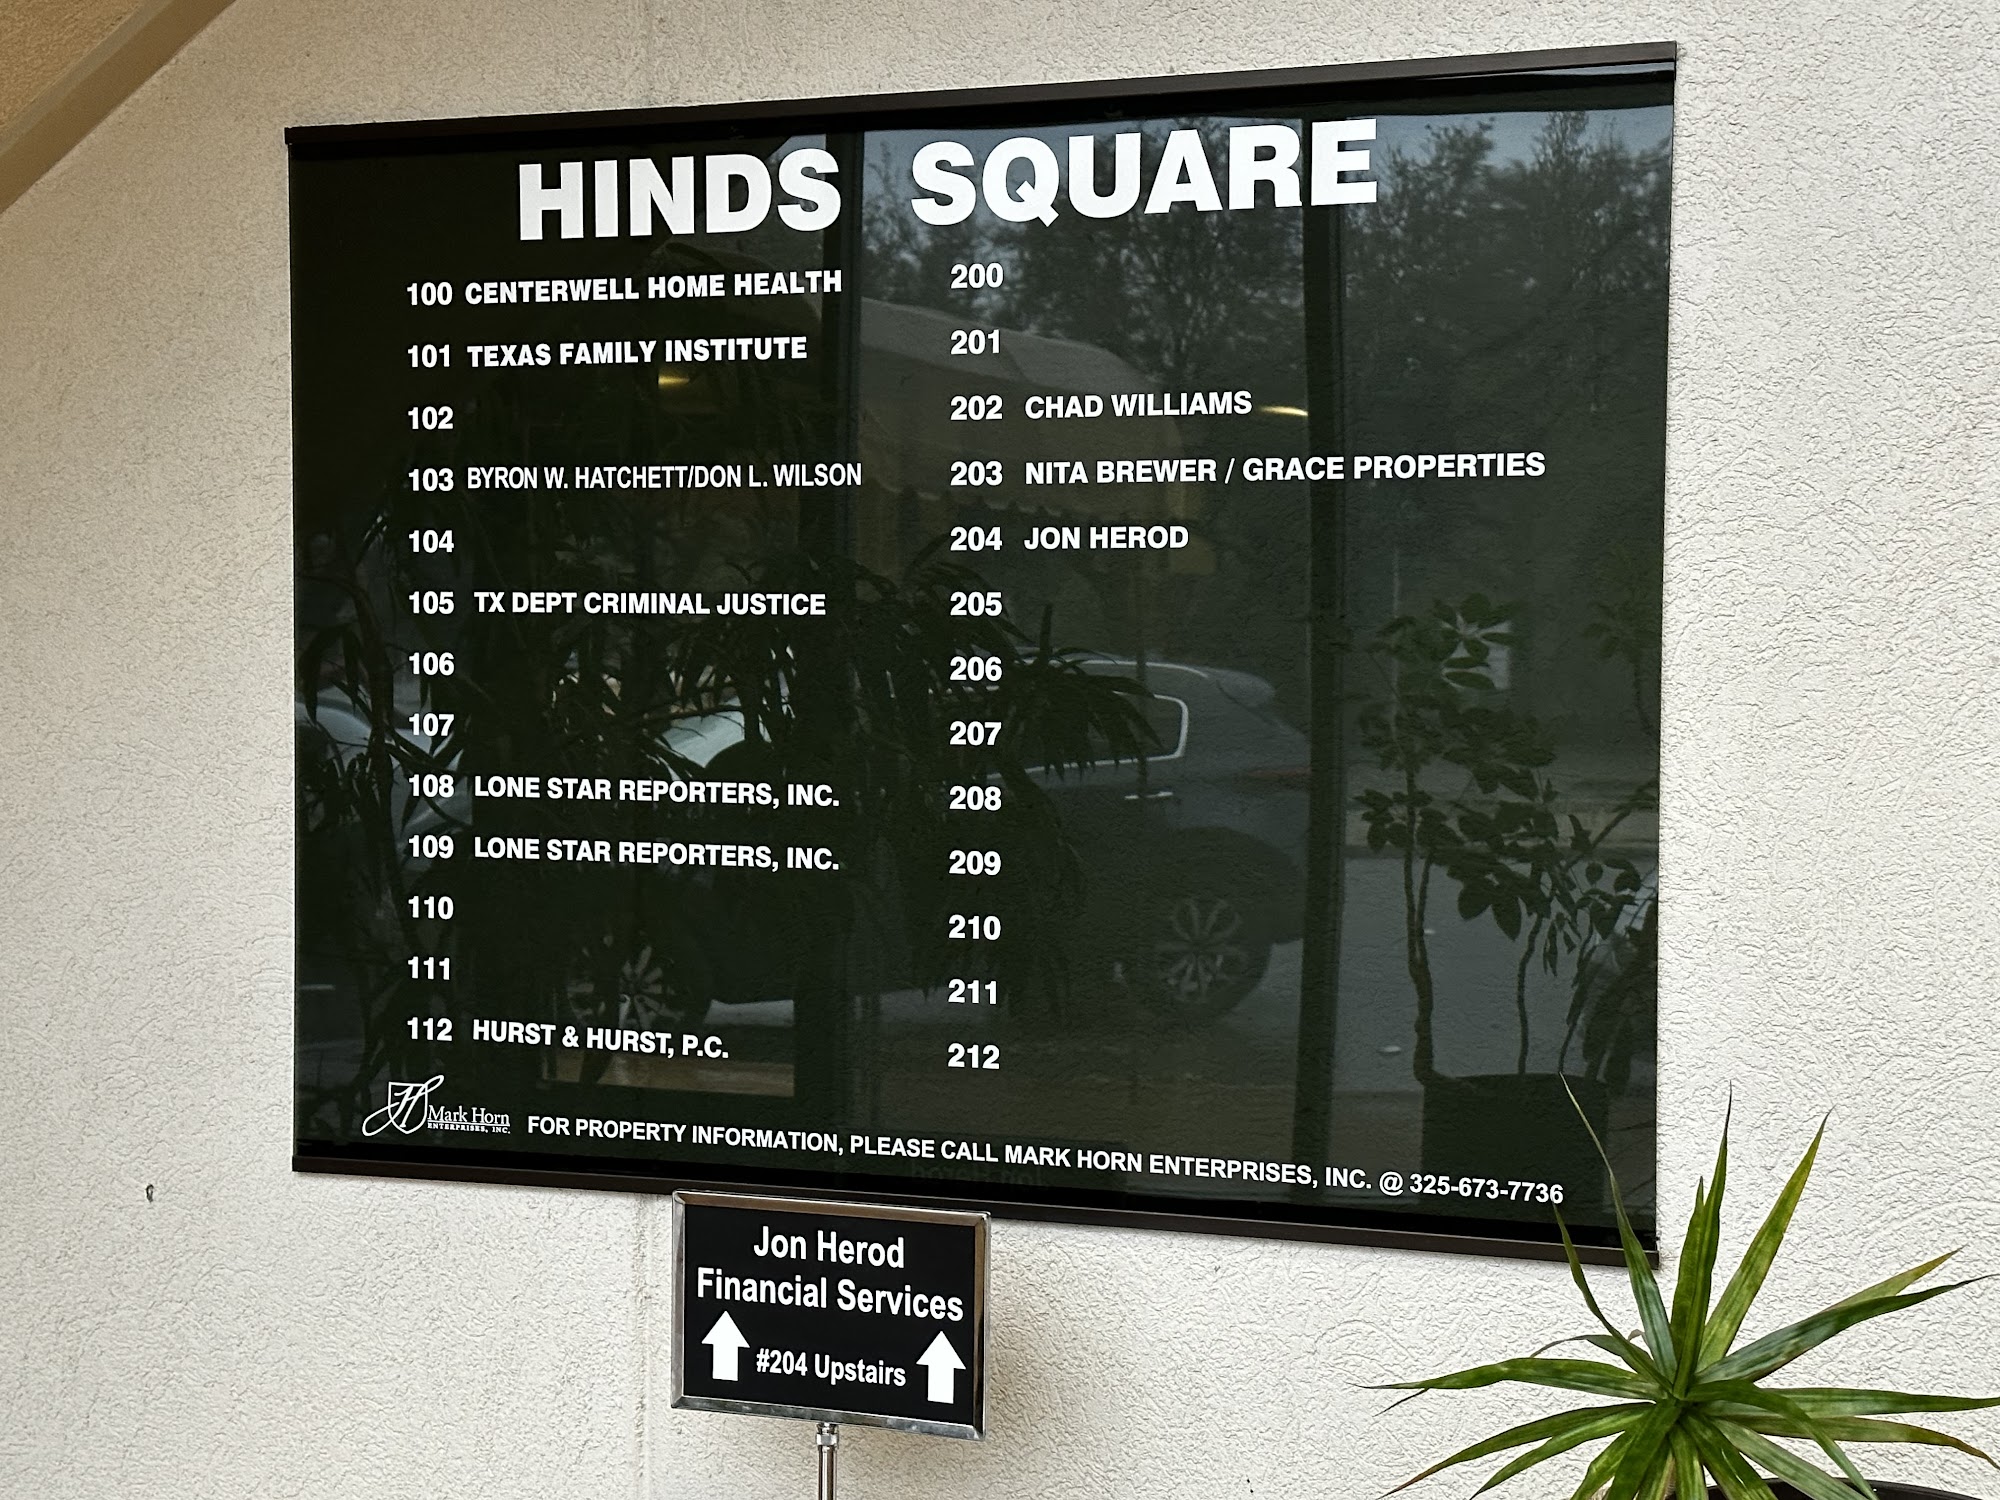 HINDS SQUARE
100 CENTERWELL HOME HEALTH
101 TEXAS FAMILY INSTITUTE
102
103 BYRON W. HATCHETT/DON L. WILSON
104
105 TX DEPT CRIMINAL JUSTICE
106
107
108 LONE STAR REPORTERS, INC.
109 LONE STAR REPORTERS, INC.
110
111
112 HURST & HURST, P.C.
200
201
202 CHAD WILLIAMS
203 NITA BREWER / GRACE PROPERTIES
204 JON HEROD
205
206
207
208
209
210
211
212
H
Mark Horn
ENTERPRISES, INC.
FOR PROPERTY INFORMATION, PLEASE CALL MARK HORN ENTERPRISES, INC. @ 325-673-7736
Jon Herod
Financial Services
#204 Upstairs